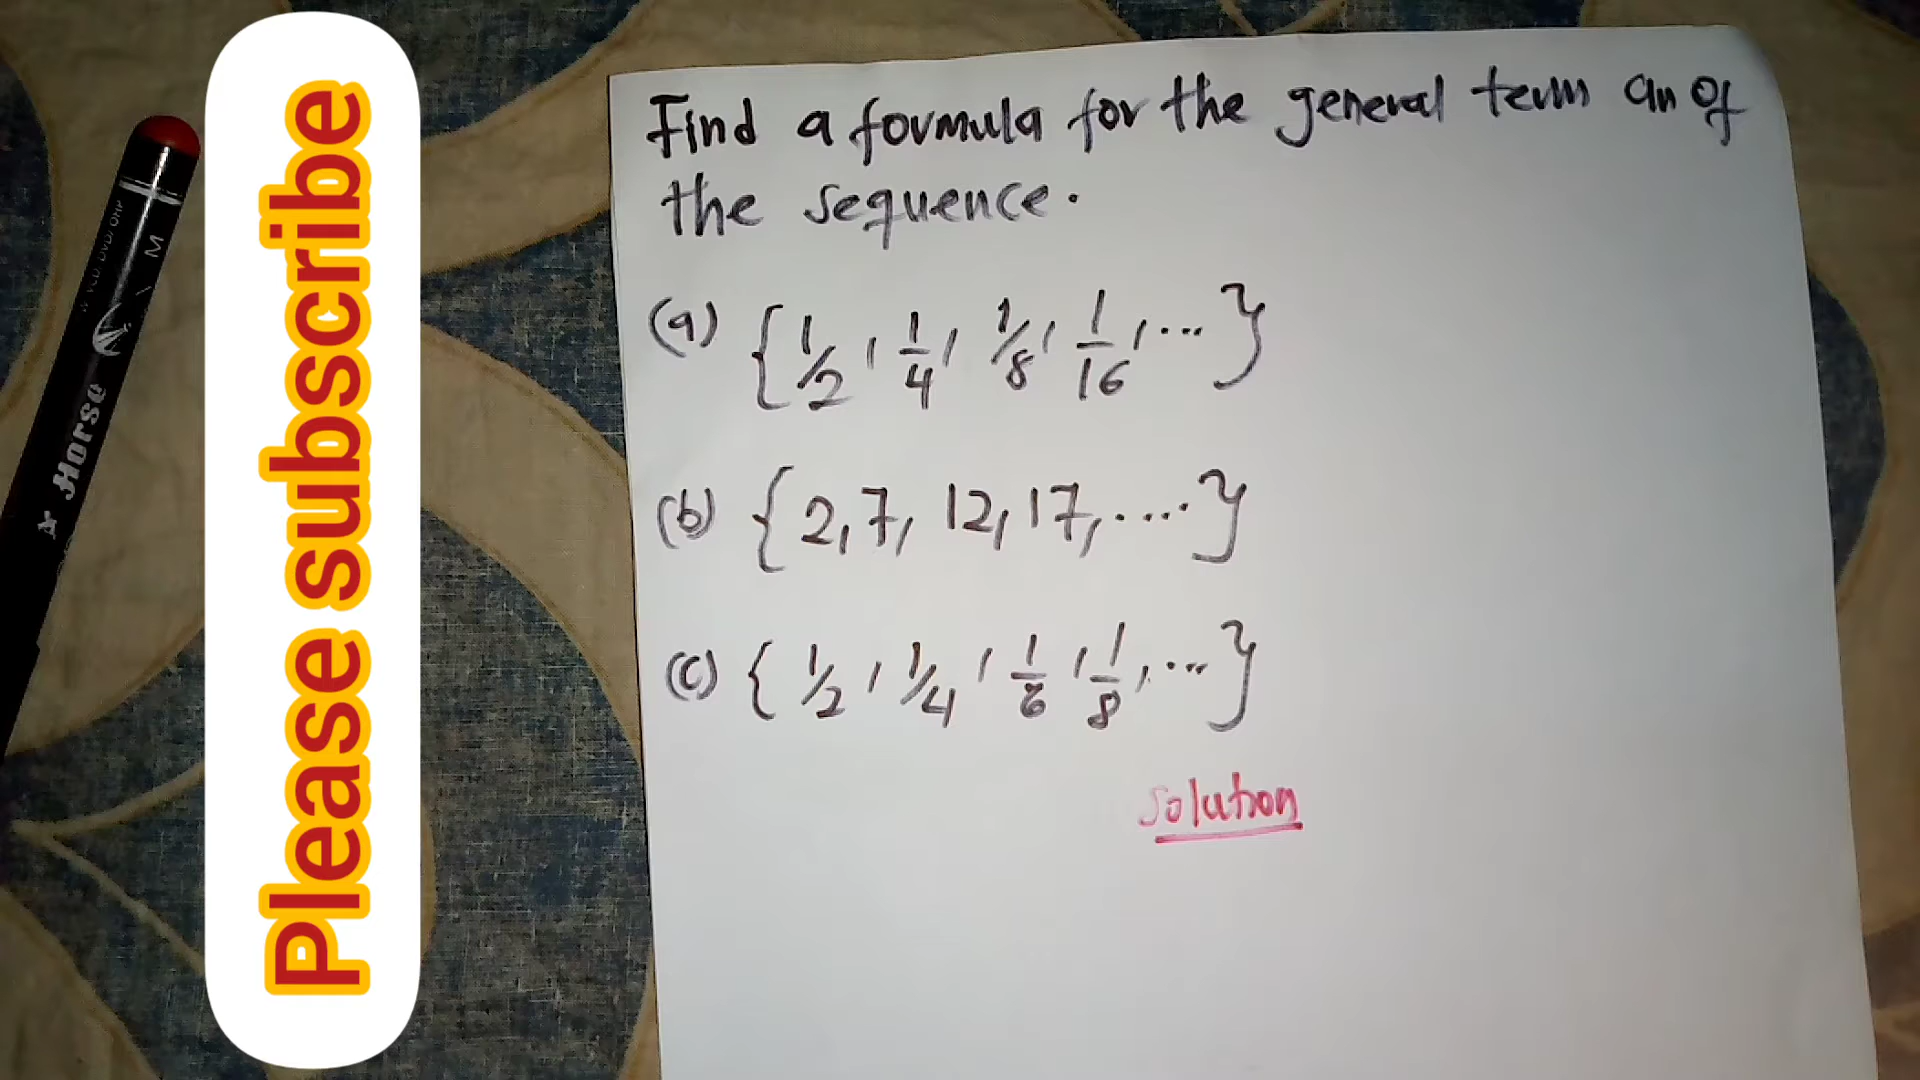 Please subscribe
Horse
M
Find a formula for the general term an of
the sequence.
(a) {1/2, 1/4, 1/8, 1/16, ...}
(b) {2, 7, 12, 17, ....}
(c) {1/2, 1/4, 1/6, 1/8, ...}
Solution